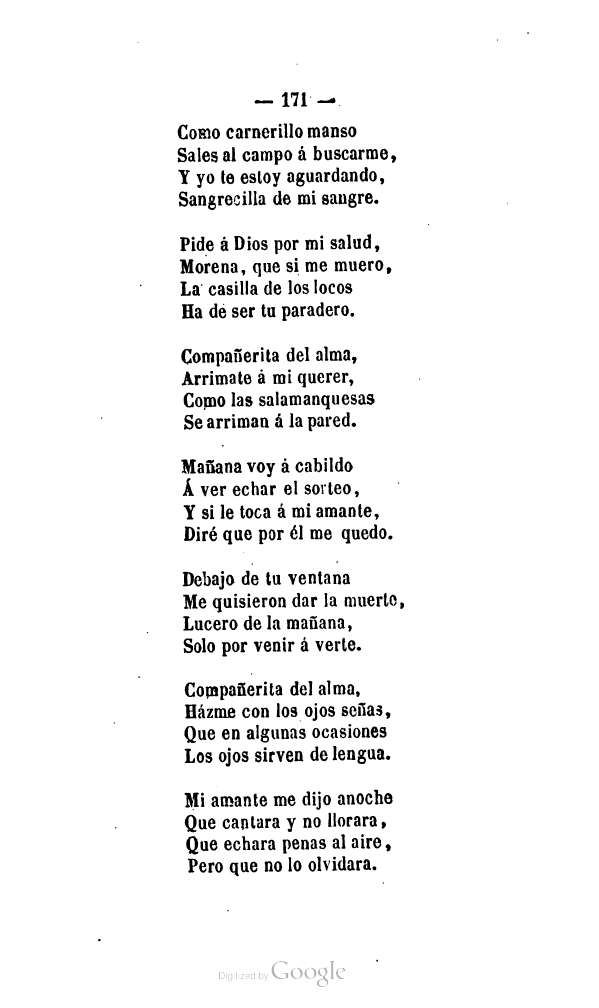 — 171 —
Como carnerillo manso
Sales al campo á buscarme,
Y yo te estoy aguardando,
Sangrecilla de mi sangre.
Pide á Dios por mi salud,
Morena, que si me muero,
La casilla de los locos
Ha de ser tu paradero.
Compañerita del alma,
Arrimate á mi querer,
Como las salamanquesas
Se arriman á la pared.
Mañana voy á cabildo
Á ver echar el sorteo,
Y si le toca á mi amante,
Diré que por él me quedo.
Debajo de tu ventana
Me quisieron dar la muerte,
Lucero de la mañana,
Solo por venir á verte.
Compañerita del alma,
Házme con los ojos señas,
Que en algunas ocasiones
Los ojos sirven de lengua.
Mi amante me dijo anoche
Que cantara y no llorara,
Que echara penas al aire,
Pero que no lo olvidara.
Digitized by Google